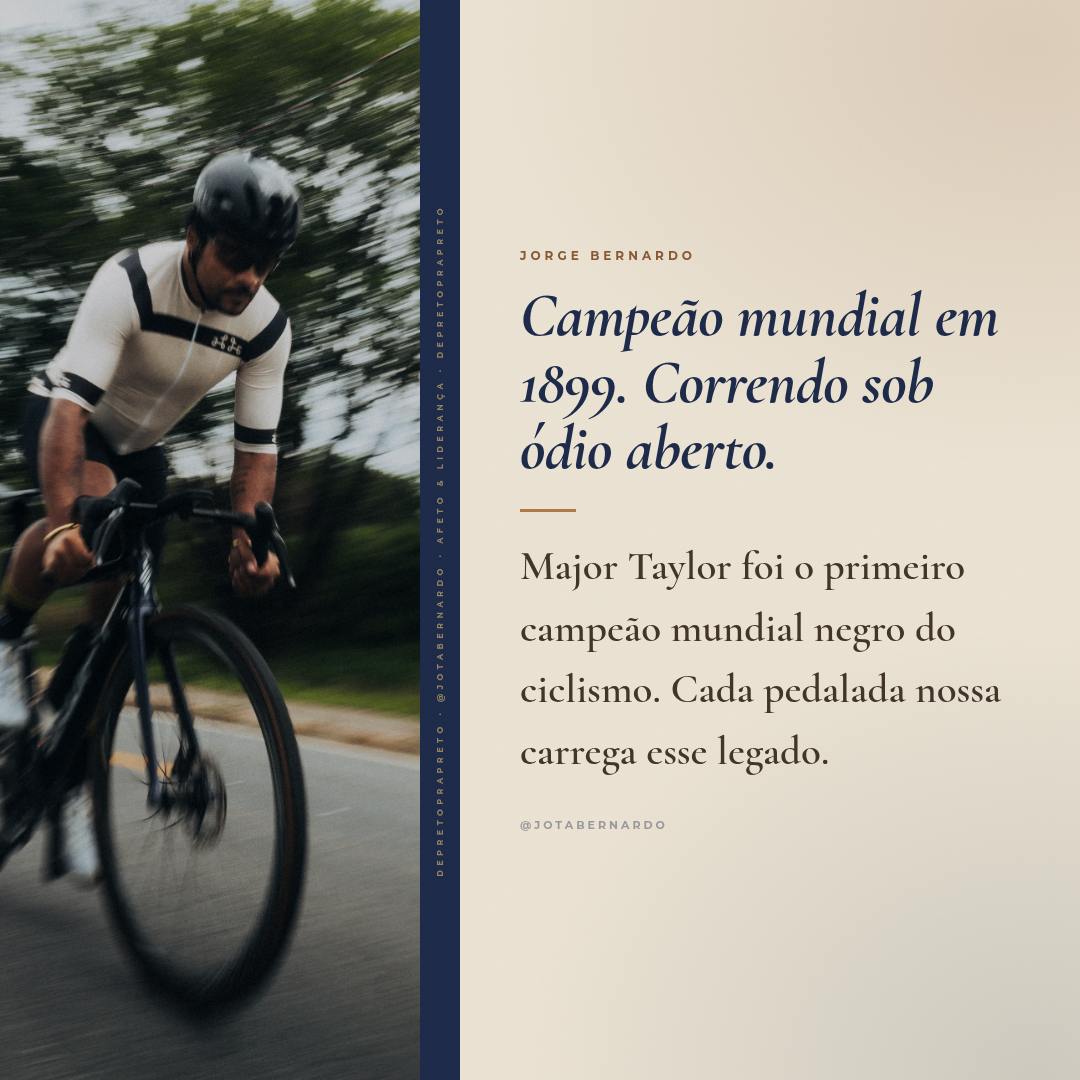 DEPRETOPRAPRETO · @JOTABERNARDO · AFETO & LIDERANÇA · DEPRETOPRAPRETO
JORGE BERNARDO
Campeão mundial em
1899. Correndo sob
ódio aberto.
Major Taylor foi o primeiro
campeão mundial negro do
ciclismo. Cada pedalada nossa
carrega esse legado.
@JOTABERNARDO